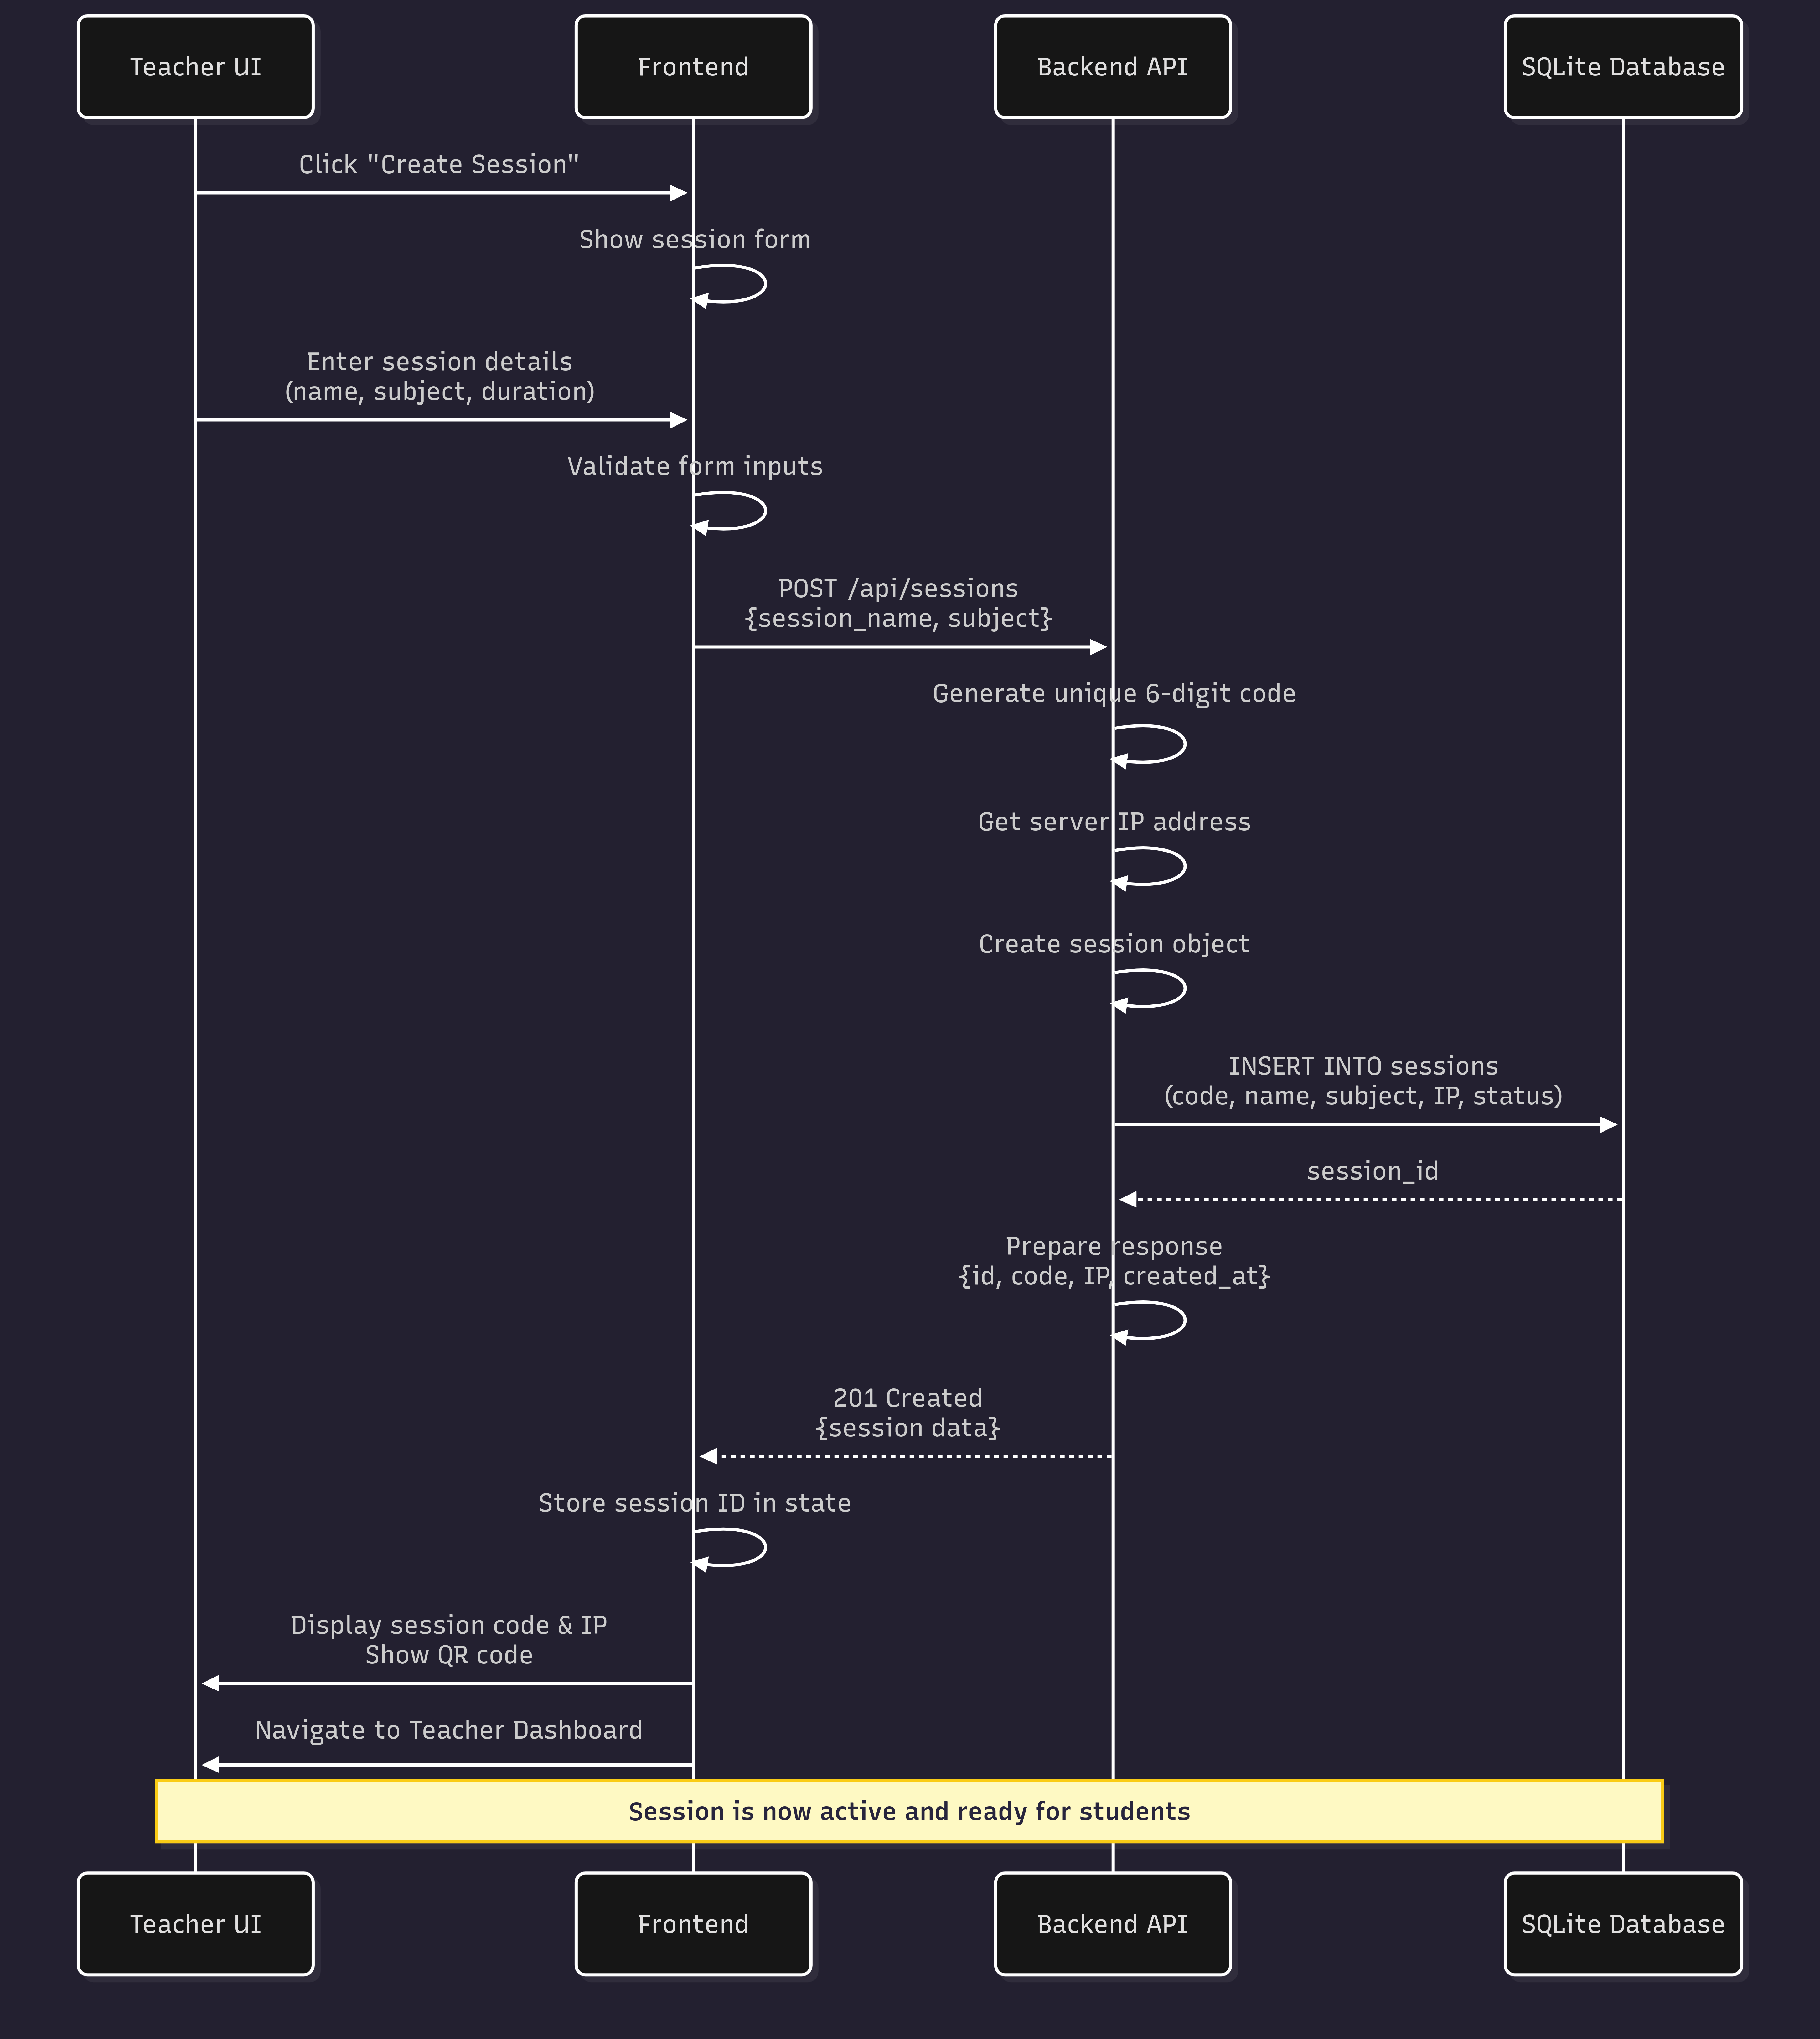 Teacher UI
Frontend
Backend API
SQLite Database
Click "Create Session"
Show session form
Enter session details
(name, subject, duration)
Validate form inputs
POST /api/sessions
{session_name, subject}
Generate unique 6-digit code
Get server IP address
Create session object
INSERT INTO sessions
(code, name, subject, IP, status)
session_id
Prepare response
{id, code, IP, created_at}
201 Created
{session data}
Store session ID in state
Display session code & IP
Show QR code
Navigate to Teacher Dashboard
Session is now active and ready for students
Teacher UI
Frontend
Backend API
SQLite Database